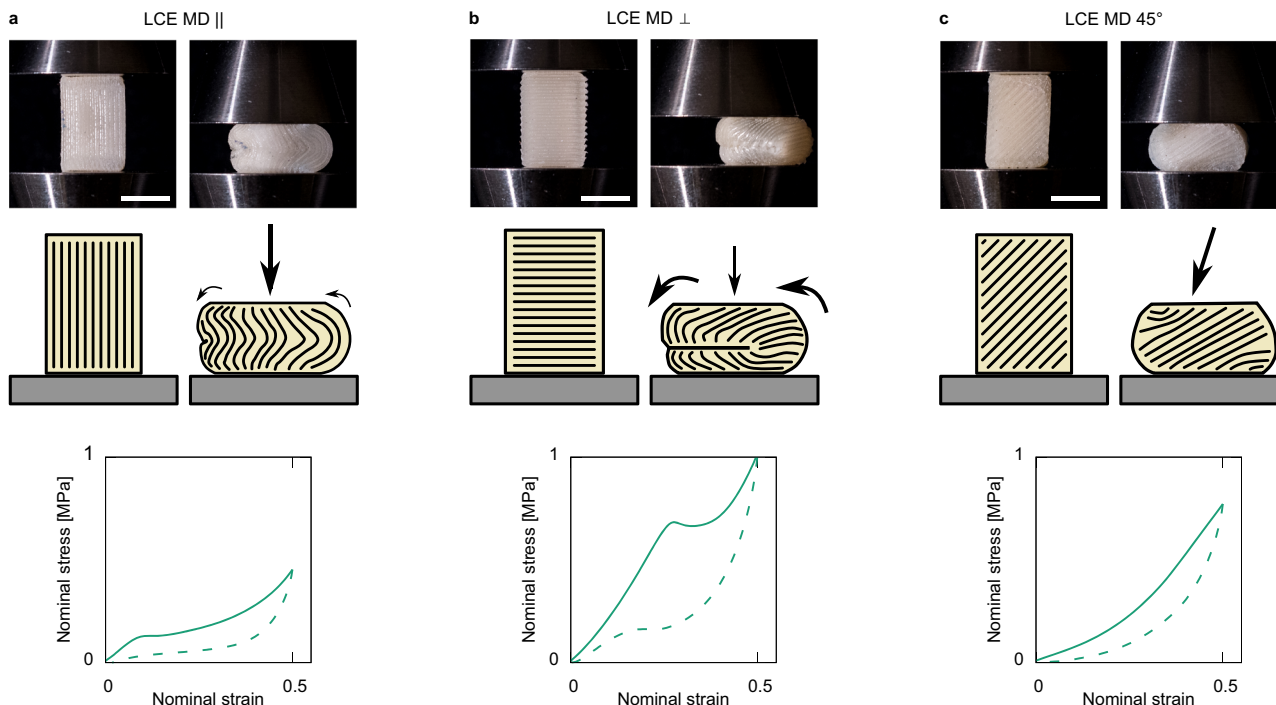 a
LCE MD ||
b
LCE MD ⊥
c
LCE MD 45°
Nominal stress [MPa]
1
0
0
0.5
Nominal strain
Nominal stress [MPa]
1
0
0
0.5
Nominal strain
Nominal stress [MPa]
1
0
0
0.5
Nominal strain